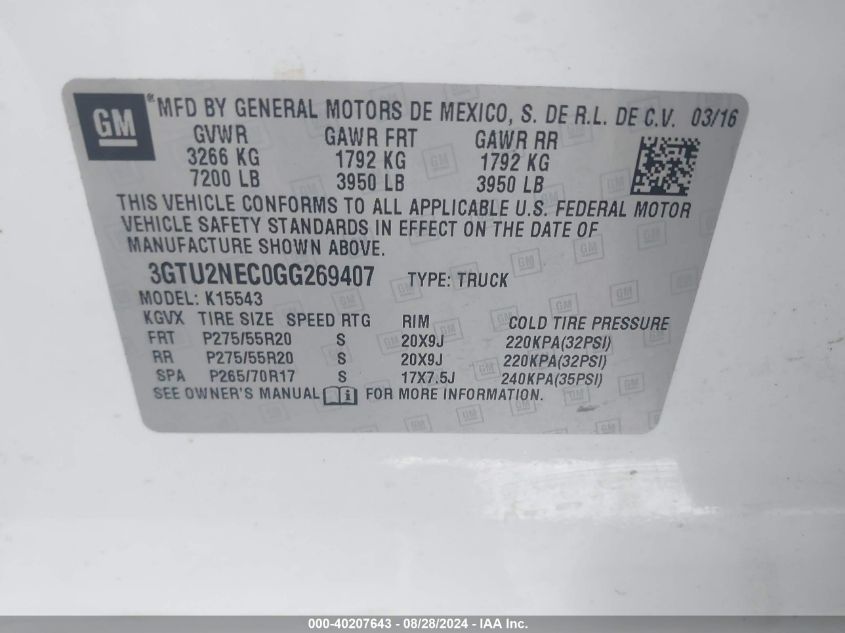 GM ® MFD BY GENERAL MOTORS DE MEXICO, S. DE R.L. DE C.V. 03/16
GVWR GAWR FRT GAWR RR
3266 KG 1792 KG 1792 KG
7200 LB 3950 LB 3950 LB
THIS VEHICLE CONFORMS TO ALL APPLICABLE U.S. FEDERAL MOTOR
VEHICLE SAFETY STANDARDS IN EFFECT ON THE DATE OF
MANUFACTURE SHOWN ABOVE.
3GTU2NEC0GG269407 TYPE: TRUCK
MODEL: K15543
KGVX TIRE SIZE SPEED RTG RIM COLD TIRE PRESSURE
FRT P275/55R20 S 20X9J 220KPA(32PSI)
RR P275/55R20 S 20X9J 220KPA(32PSI)
SPA P265/70R17 S 17X7.5J 240KPA(35PSI)
SEE OWNER'S MANUAL FOR MORE INFORMATION.
000-40207643 - 08/28/2024 - IAA Inc.